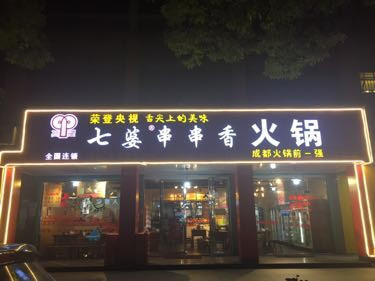 荣登央视 舌尖上的美味
七婆®串串香 火锅
全国连锁
成都火锅前一强